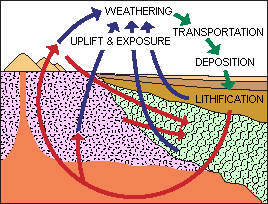 WEATHERING
TRANSPORTATION
UPLIFT & EXPOSURE
DEPOSITION
LITHIFICATION